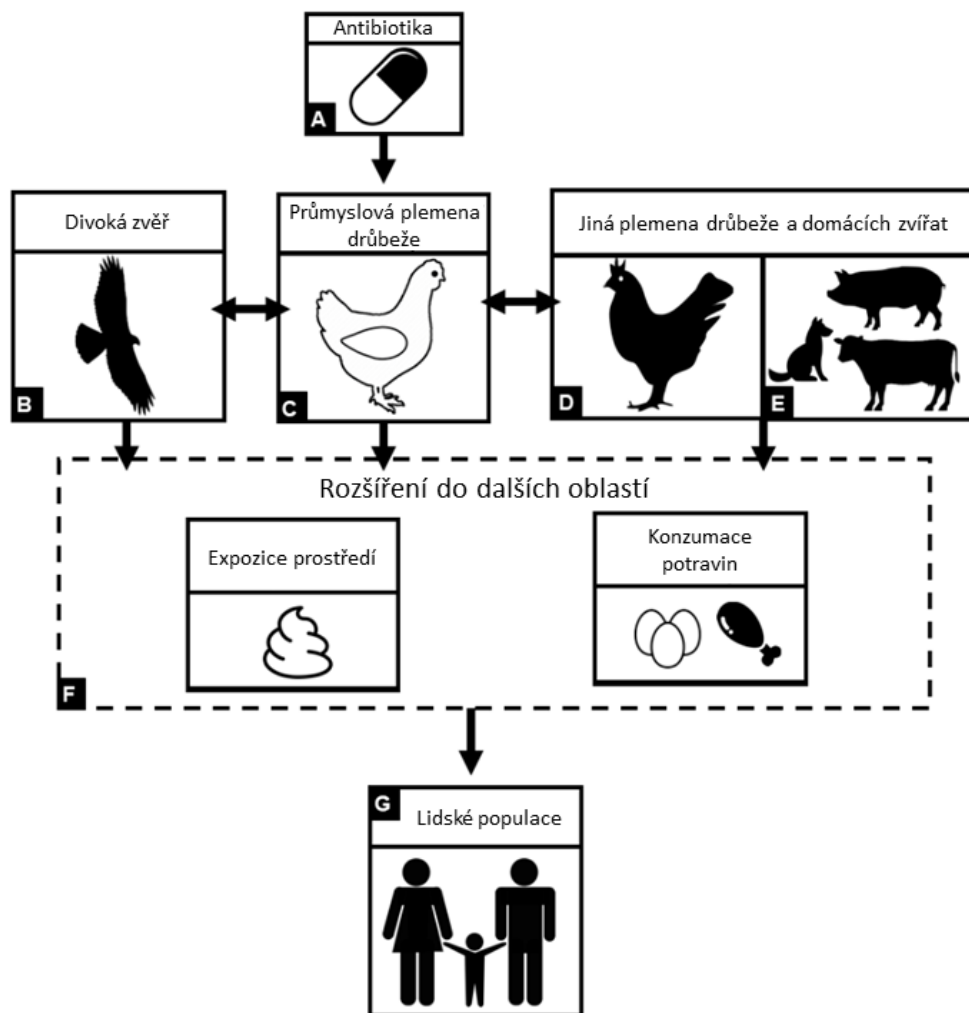 Antibiotika
A
Divoká zvěř
Průmyslová plemena
drůbeže
Jiná plemena drůbeže a domácích zvířat
B
C
D
E
Rozšíření do dalších oblastí
Expozice prostředí
Konzumace
potravin
F
G
Lidské populace